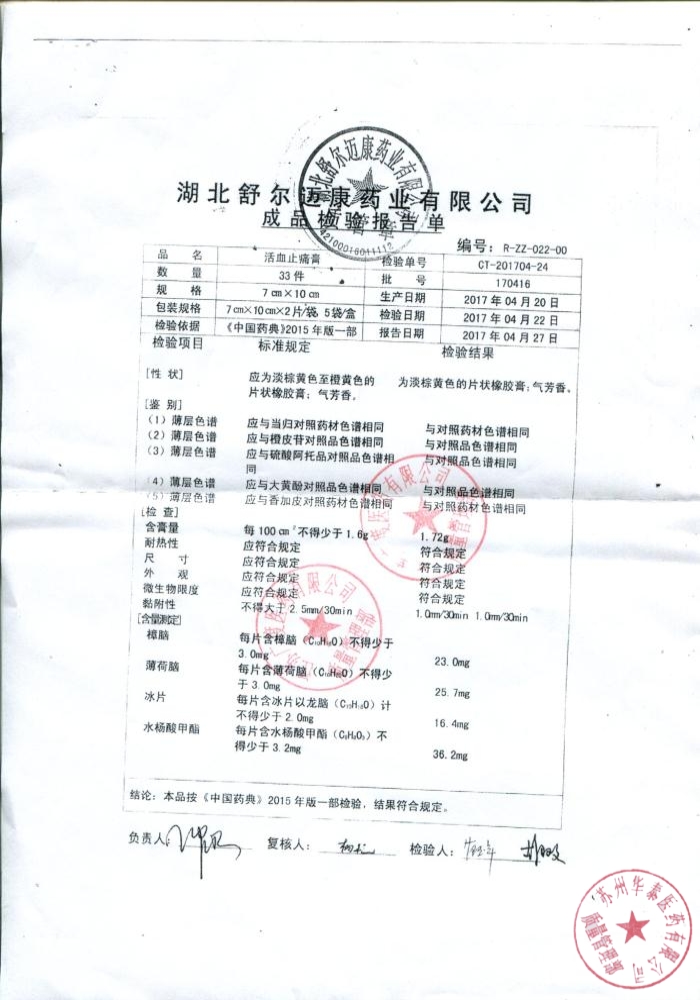 湖北舒尔迈康药业有限公司
成品检验报告单
编号：R-ZZ-022-00
品 名 活血止痛膏 检验单号 CT-201704-24
数 量 33件 批 号 170416
规 格 7㎝×10㎝ 生产日期 2017年04月20日
包装规格 7㎝×10㎝×2片/袋，5袋/盒 检验日期 2017年04月22日
检验依据 《中国药典》2015年版一部 报告日期 2017年04月27日
检验项目 标准规定 检验结果
[性 状] 应为淡棕黄色至橙黄色的 为淡棕黄色的片状橡胶膏；气芳香。
片状橡胶膏；气芳香。
[鉴 别]
(1)薄层色谱 应与当归对照药材色谱相同 与对照药材色谱相同
(2)薄层色谱 应与橙皮苷对照品色谱相同 与对照品色谱相同
(3)薄层色谱 应与硫酸阿托品对照品色谱相 与对照品色谱相同
同
(4)薄层色谱 应与大黄酚对照品色谱相同 与对照品色谱相同
(5)薄层色谱 应与香加皮对照药材色谱相同 与对照药材色谱相同
[检 查]
含膏量 每100㎝²不得少于1.6g 1.72g
耐热性 应符合规定 符合规定
尺 寸 应符合规定 符合规定
外 观 应符合规定 符合规定
微生物限度 应符合规定 符合规定
黏附性 不得大于2.5mm/30min 1.0mm/30min 1.0mm/30min
[含量测定]
樟脑 每片含樟脑（C₁₀H₁₆O）不得少于
3.0mg 23.0mg
薄荷脑 每片含薄荷脑（C₁₀H₂₀O）不得少
于3.0mg 25.7mg
冰片 每片含冰片以龙脑（C₁₀H₁₈O）计
不得少于2.0mg 16.4mg
水杨酸甲酯 每片含水杨酸甲酯（C₈H₈O₃）不
得少于3.2mg 36.2mg
结论：本品按《中国药典》2015年版一部检验，结果符合规定。
负责人： 复核人： 检验人：
苏州华泰医药有限公司
质量管理部